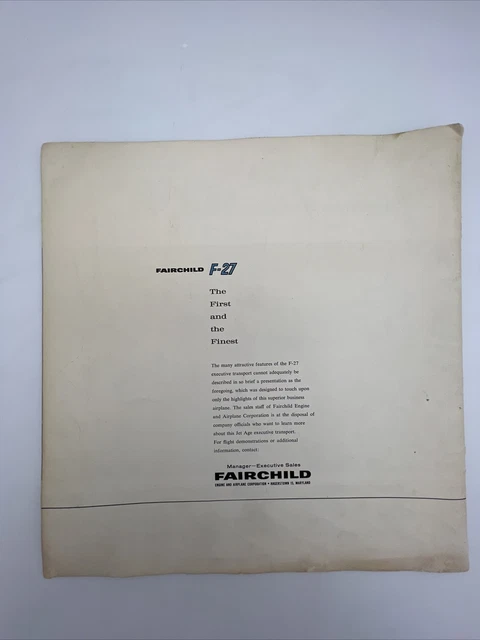 FAIRCHILD F-27
The
First
and
the
Finest
The many attractive features of the F-27
executive transport cannot adequately be
described in so brief a presentation as the
foregoing, which was designed to touch upon
only the highlights of this superior business
airplane. The sales staff of Fairchild Engine
and Airplane Corporation is at the disposal of
company officials who want to learn more
about this Jet Age executive transport.
For flight demonstrations or additional
information, contact:
Manager—Executive Sales
FAIRCHILD
ENGINE AND AIRPLANE CORPORATION • HAGERSTOWN 15, MARYLAND